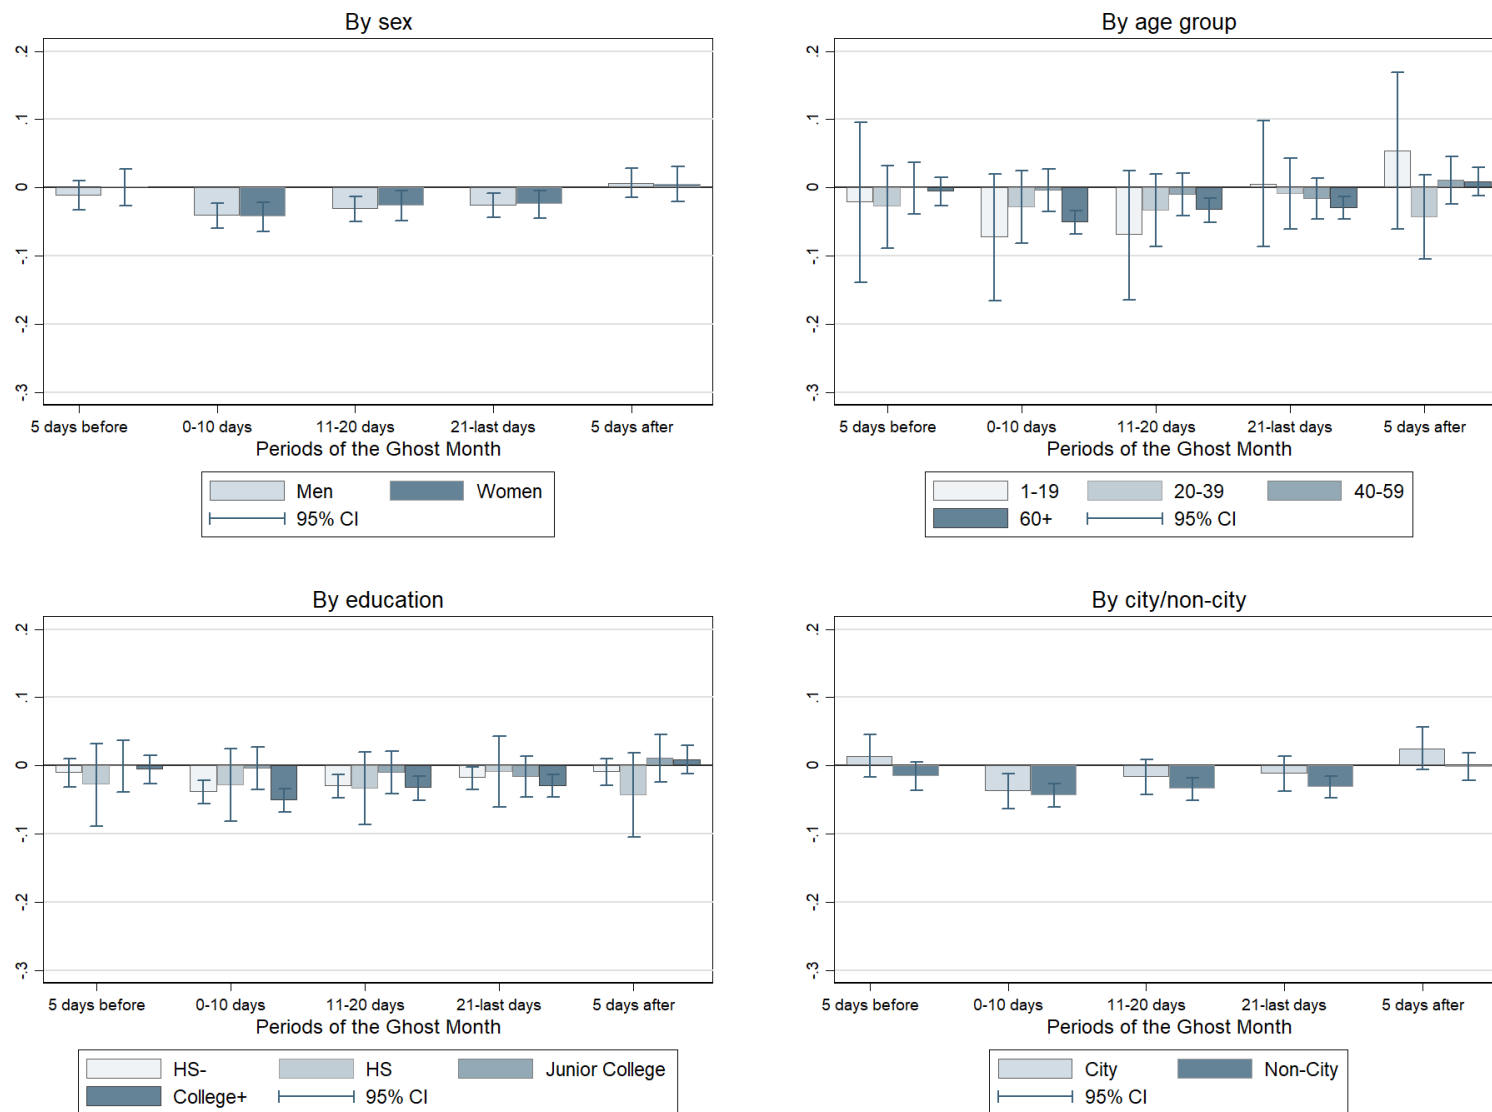 By sex
.2
.1
0
-.1
-.2
-.3
5 days before 0-10 days 11-20 days 21-last days 5 days after
Periods of the Ghost Month
Men Women
95% CI
By age group
.2
.1
0
-.1
-.2
-.3
5 days before 0-10 days 11-20 days 21-last days 5 days after
Periods of the Ghost Month
1-19 20-39 40-59
60+ 95% CI
By education
.2
.1
0
-.1
-.2
-.3
5 days before 0-10 days 11-20 days 21-last days 5 days after
Periods of the Ghost Month
HS- HS Junior College
College+ 95% CI
By city/non-city
.2
.1
0
-.1
-.2
-.3
5 days before 0-10 days 11-20 days 21-last days 5 days after
Periods of the Ghost Month
City Non-City
95% CI